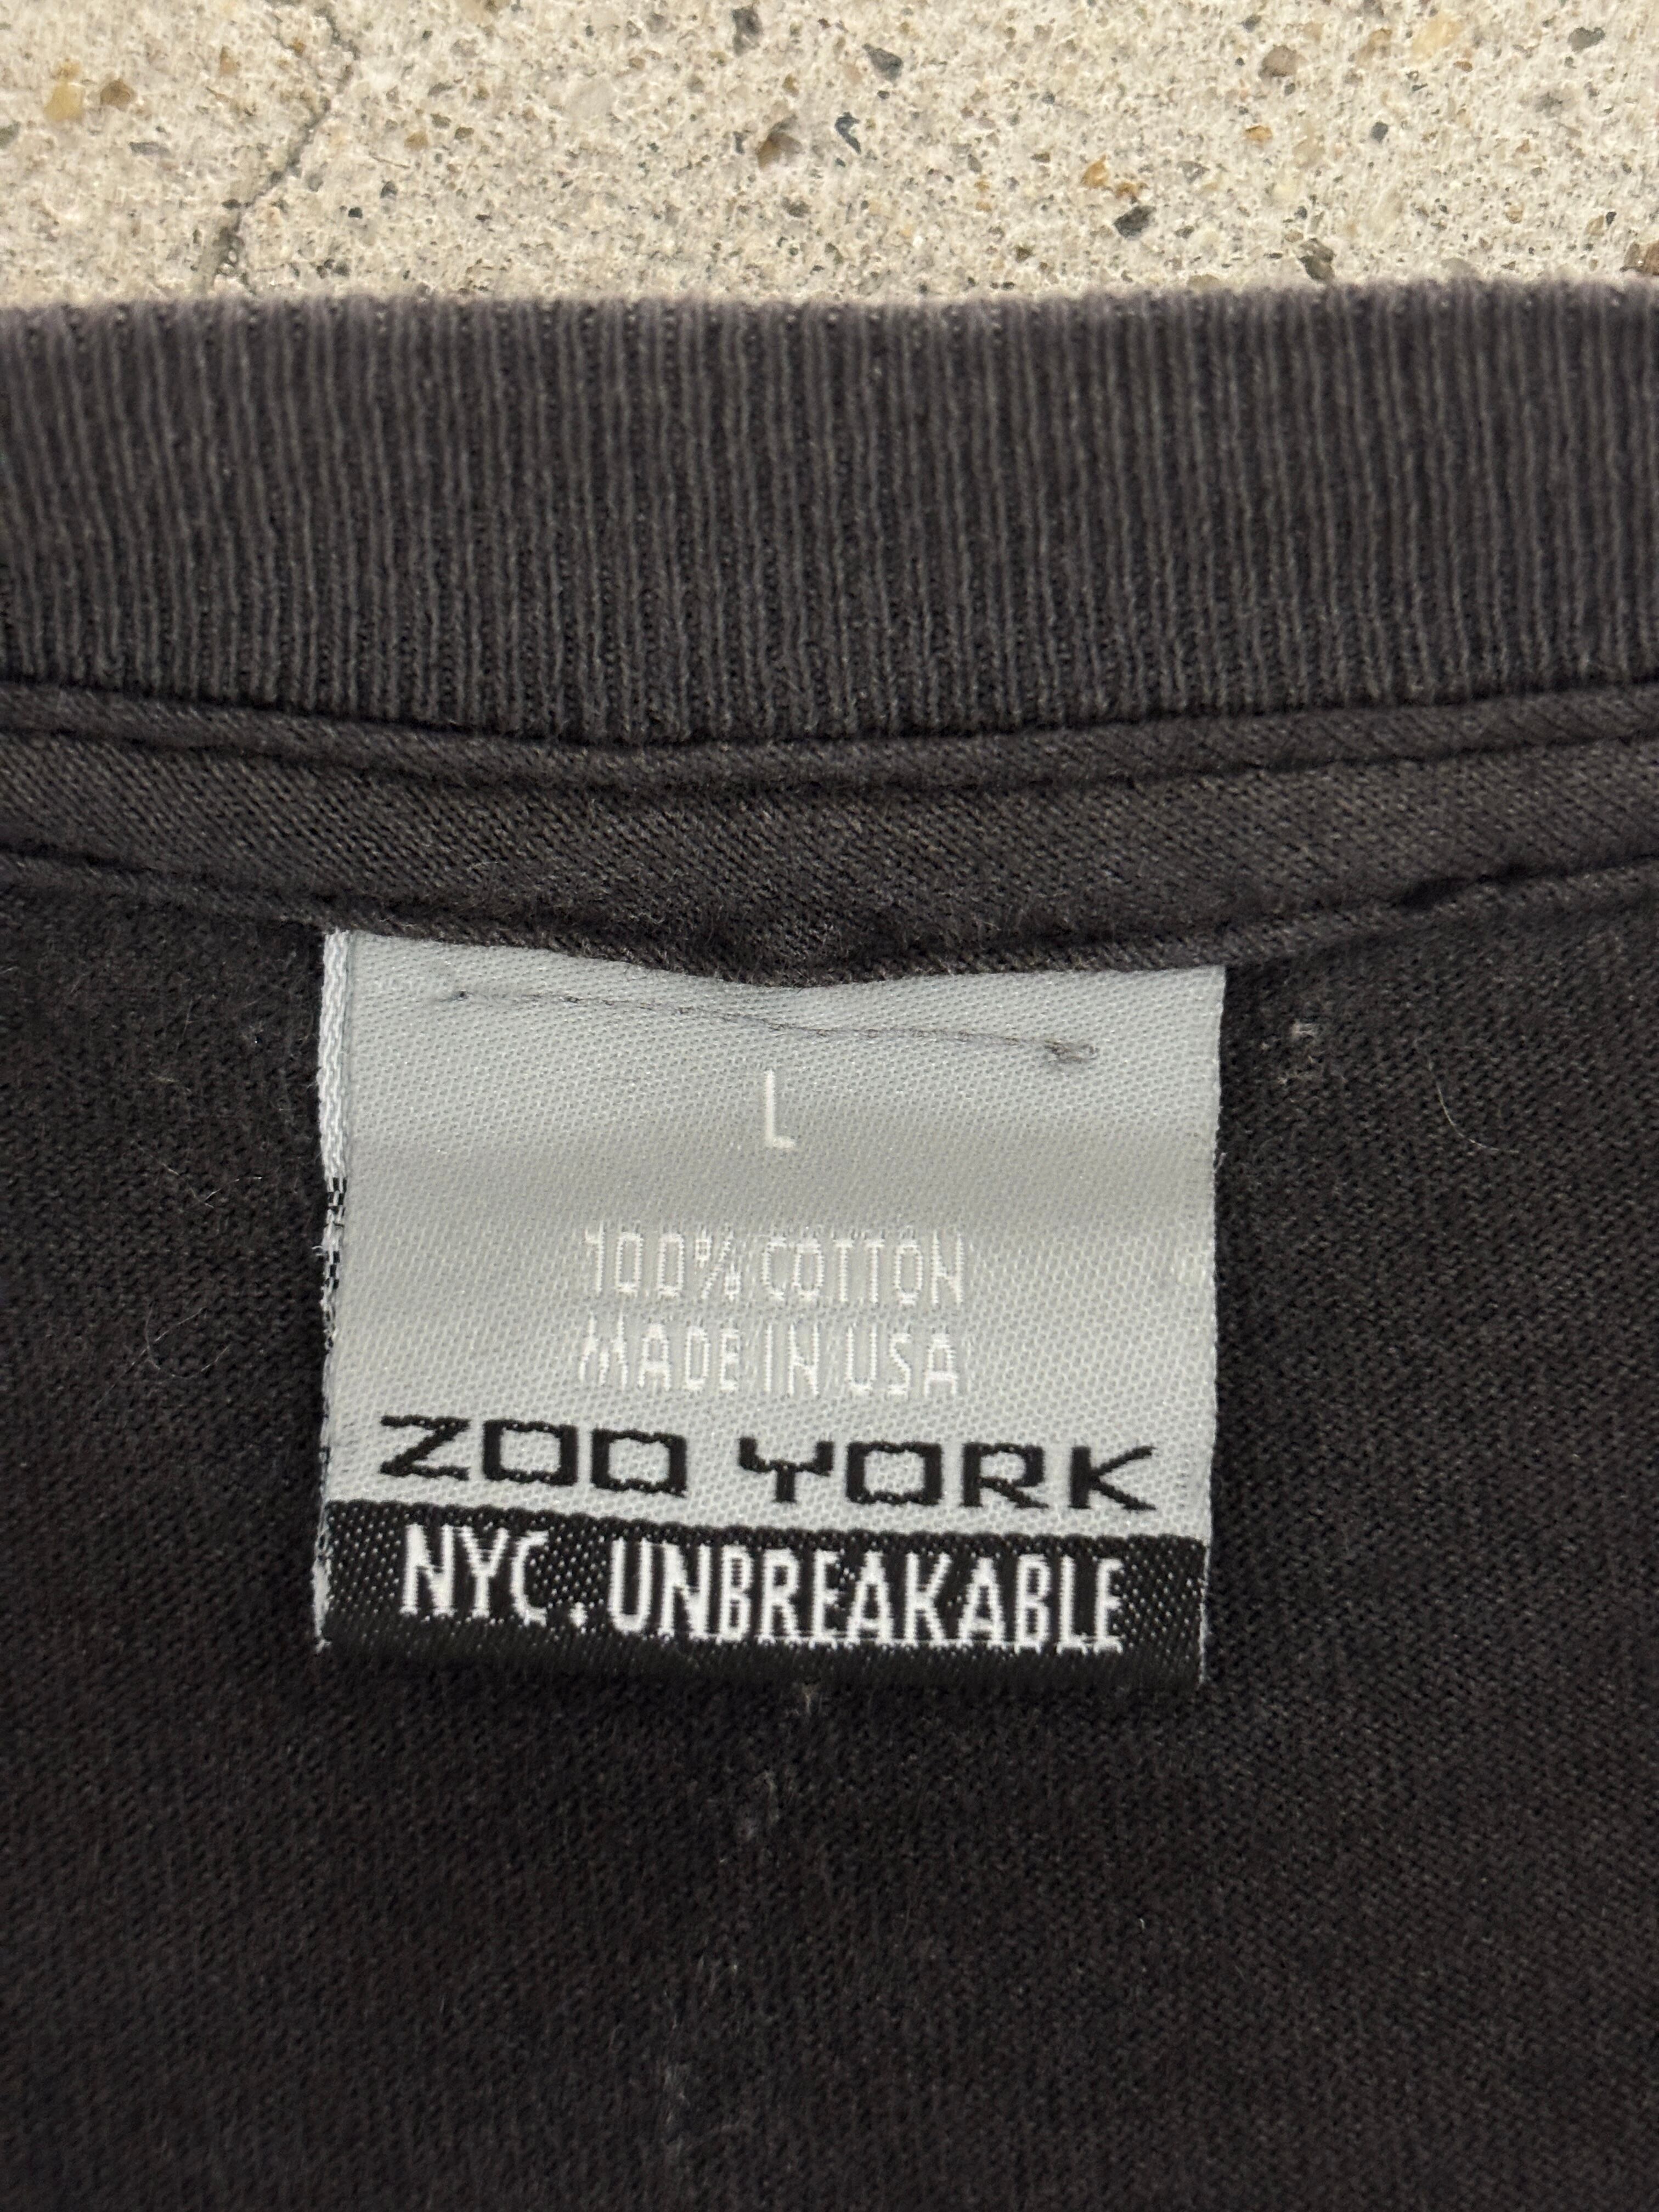 L
100% COTTON
MADE IN USA
ZOO YORK
NYC. UNBREAKABLE